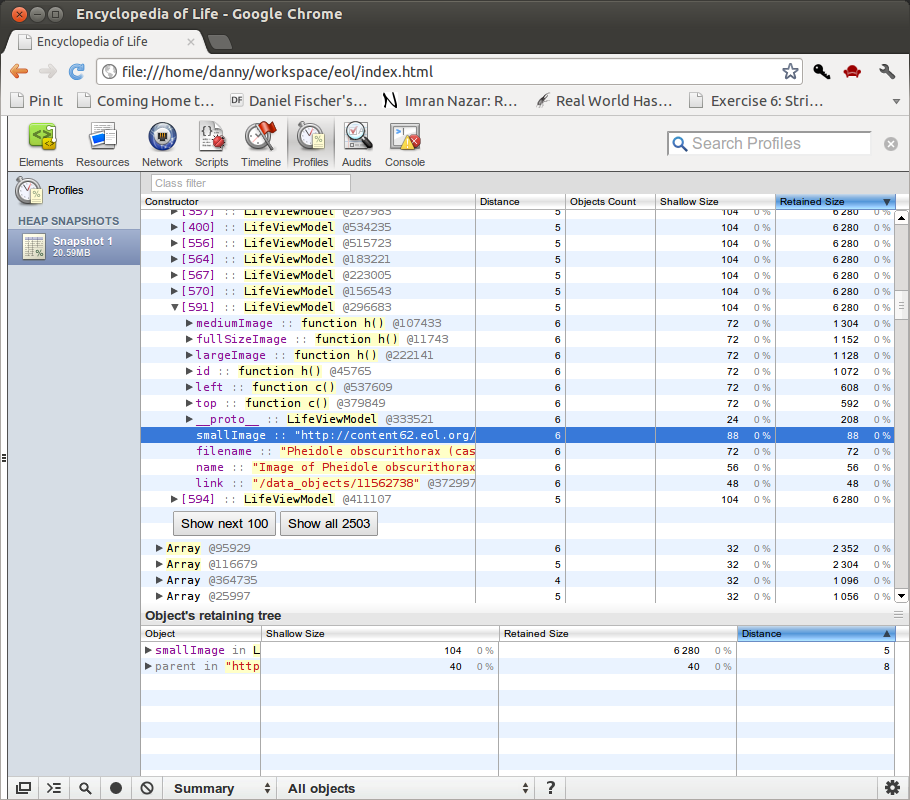 Encyclopedia of Life - Google Chrome
Encyclopedia of Life
file:///home/danny/workspace/eol/index.html
Pin It Coming Home t... DF Daniel Fischer's... Imran Nazar: R... Real World Has... Exercise 6: Stri...
Elements Resources Network Scripts Timeline Profiles Audits Console Search Profiles
Profiles
Class filter
Constructor Distance Objects Count Shallow Size Retained Size
HEAP SNAPSHOTS
Snapshot 1
20.59MB
[357] :: LifeViewModel @287983 5 104 0 % 6 280 0 %
[400] :: LifeViewModel @534235 5 104 0 % 6 280 0 %
[556] :: LifeViewModel @515723 5 104 0 % 6 280 0 %
[564] :: LifeViewModel @183221 5 104 0 % 6 280 0 %
[567] :: LifeViewModel @223005 5 104 0 % 6 280 0 %
[570] :: LifeViewModel @156543 5 104 0 % 6 280 0 %
[591] :: LifeViewModel @296683 5 104 0 % 6 280 0 %
mediumImage :: function h() @107433 6 72 0 % 1 304 0 %
fullSizeImage :: function h() @11743 6 72 0 % 1 152 0 %
largeImage :: function h() @222141 6 72 0 % 1 128 0 %
id :: function h() @45765 6 72 0 % 1 072 0 %
left :: function c() @537609 6 72 0 % 608 0 %
top :: function c() @379849 6 72 0 % 592 0 %
__proto__ :: LifeViewModel @333521 6 24 0 % 208 0 %
smallImage :: "http://content62.eol.org/ 6 88 0 % 88 0 %
filename :: "Pheidole obscurithorax (cas 6 72 0 % 72 0 %
name :: "Image of Pheidole obscurithorax 6 56 0 % 56 0 %
link :: "/data_objects/11562738" @372997 6 48 0 % 48 0 %
[594] :: LifeViewModel @411107 5 104 0 % 6 280 0 %
Show next 100 Show all 2503
Array @95929 6 32 0 % 2 352 0 %
Array @116679 5 32 0 % 2 304 0 %
Array @364735 4 32 0 % 1 096 0 %
Array @25997 5 32 0 % 1 056 0 %
Object's retaining tree
Object Shallow Size Retained Size Distance
smallImage in L 104 0 % 6 280 0 % 5
parent in "http 40 0 % 40 0 % 8
Summary All objects ?